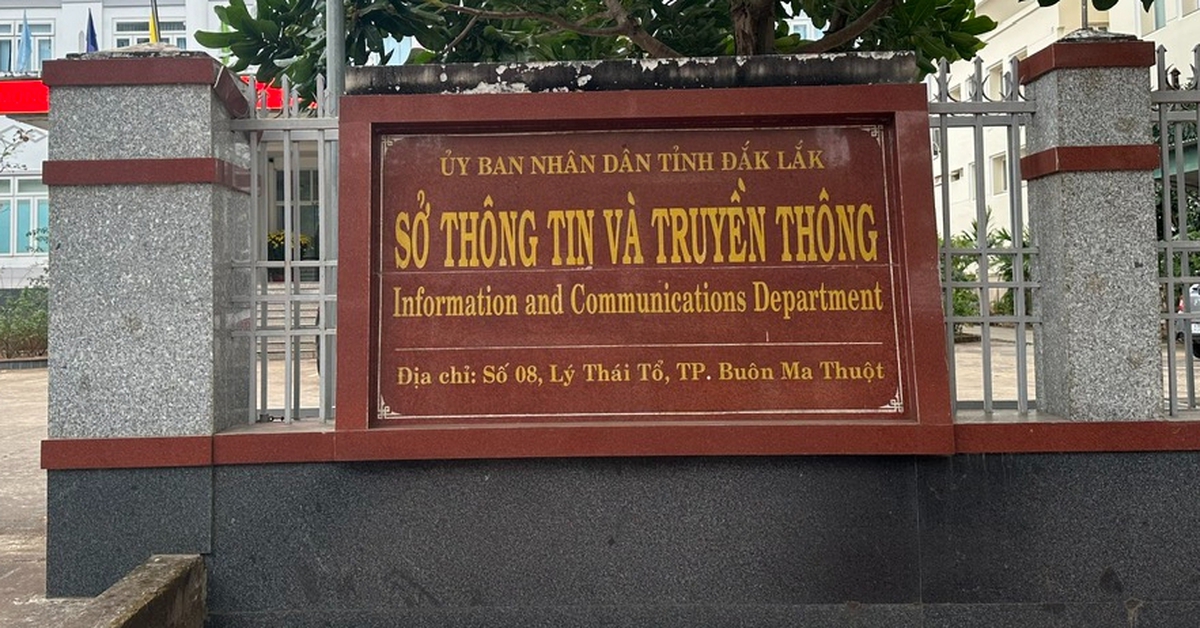 ỦY BAN NHÂN DÂN TỈNH ĐẮK LẮK
SỞ THÔNG TIN VÀ TRUYỀN THÔNG
Information and Communications Department
Địa chỉ: Số 08, Lý Thái Tổ, TP. Buôn Ma Thuột